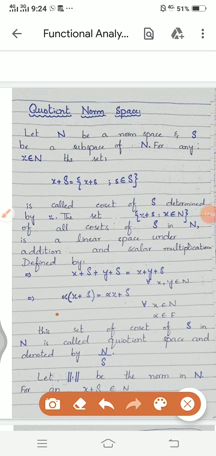 9:24
4G 51%
Functional Analy...
Quotient Norm Space:
Let N be a norm space & S
be a subspace of N. For any:
x∈N the set:
x+S = {x+s ; s∈S}
is called coset of S determined
by x. The set {x+S : x∈N}
of all cosets of S in N,
is a linear space under
addition and scalar multiplication
Defined by:
⇒ x+S + y+S = x+y+S
∀ x, y∈N
⇒ α(x+S) = αx+S
∀ x∈N
α∈F
this set of coset of S in
N is called quotient space and
denoted by N/S.
Let, ||·|| be the norm in N.
For an x+S ∈ N